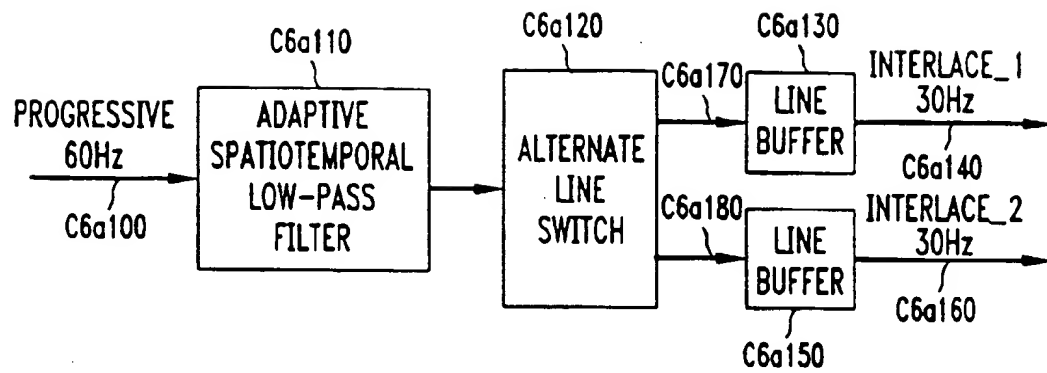 C6a110
C6a120
C6a130
C6a170
INTERLACE_1
30Hz
PROGRESSIVE
60Hz
C6a100
ADAPTIVE
SPATIOTEMPORAL
LOW-PASS
FILTER
ALTERNATE
LINE
SWITCH
LINE
BUFFER
C6a140
C6a180
INTERLACE_2
30Hz
LINE
BUFFER
C6a160
C6a150